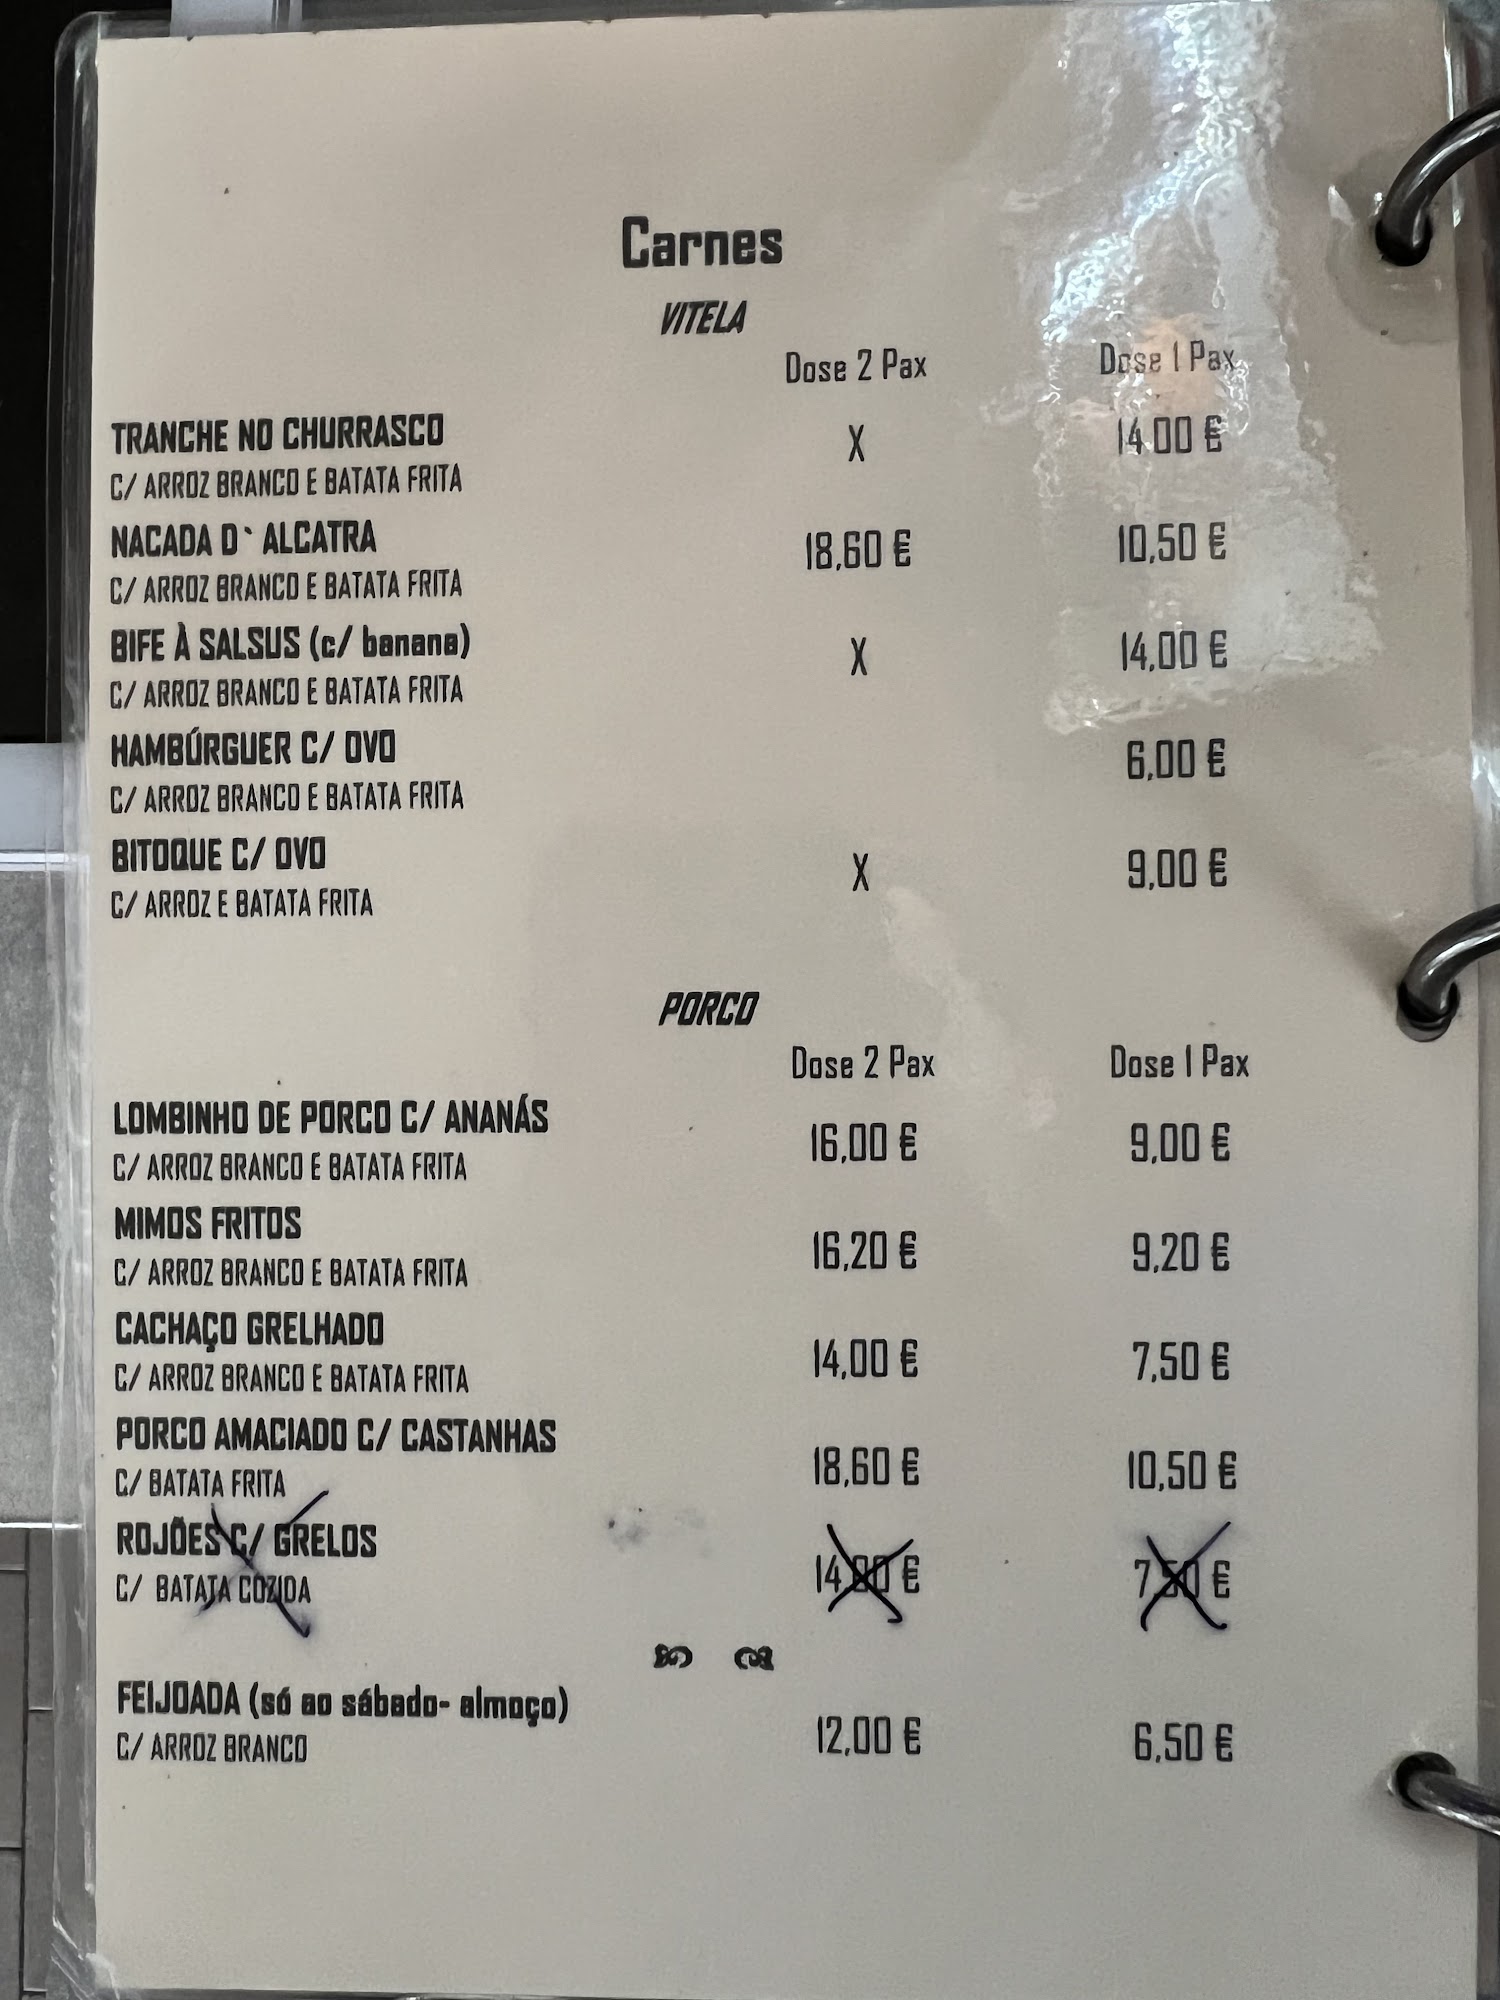 Carnes
VITELA
Dose 2 Pax Dose 1 Pax
TRANCHE NO CHURRASCO X 14,00 €
C/ ARROZ BRANCO E BATATA FRITA
NACADA D` ALCATRA 18,60 € 10,50 €
C/ ARROZ BRANCO E BATATA FRITA
BIFE À SALSUS (c/ banana) X 14,00 €
C/ ARROZ BRANCO E BATATA FRITA
HAMBÚRGUER C/ OVO 6,00 €
C/ ARROZ BRANCO E BATATA FRITA
BITOQUE C/ OVO X 9,00 €
C/ ARROZ E BATATA FRITA
PORCO
Dose 2 Pax Dose 1 Pax
LOMBINHO DE PORCO C/ ANANÁS 16,00 € 9,00 €
C/ ARROZ BRANCO E BATATA FRITA
MIMOS FRITOS 16,20 € 9,20 €
C/ ARROZ BRANCO E BATATA FRITA
CACHAÇO GRELHADO 14,00 € 7,50 €
C/ ARROZ BRANCO E BATATA FRITA
PORCO AMACIADO C/ CASTANHAS 18,60 € 10,50 €
C/ BATATA FRITA
ROJÕES C/ GRELOS 14,00 € 7,50 €
C/ BATATA COZIDA
FEIJOADA (só ao sábado- almoço) 12,00 € 6,50 €
C/ ARROZ BRANCO